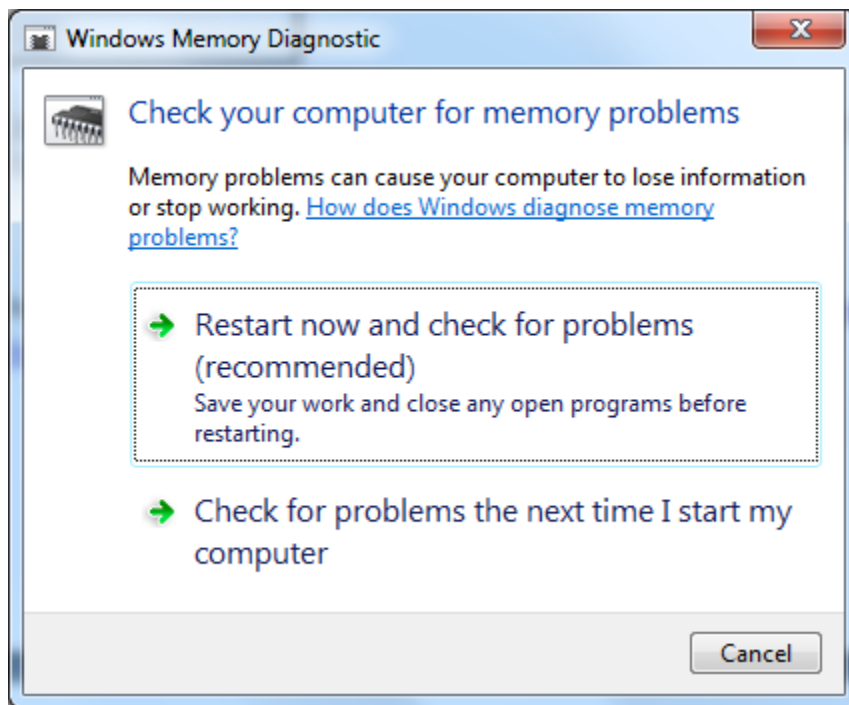 Windows Memory Diagnostic
Check your computer for memory problems
Memory problems can cause your computer to lose information
or stop working. How does Windows diagnose memory
problems?
Restart now and check for problems
(recommended)
Save your work and close any open programs before
restarting.
Check for problems the next time I start my
computer
Cancel